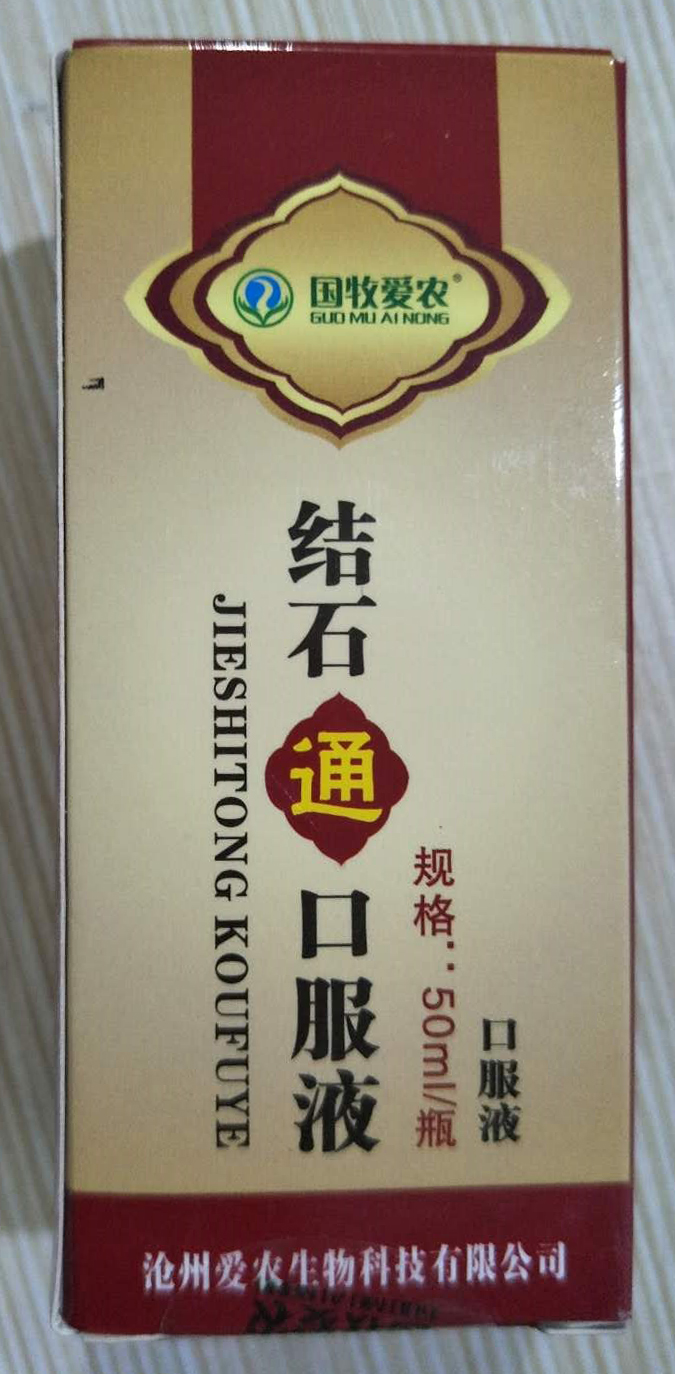 国牧爱农®
GUO MU AI NONG
结石通口服液
JIESHITONG KOUFUYE
规格：50ml/瓶
口服液
沧州爱农生物科技有限公司